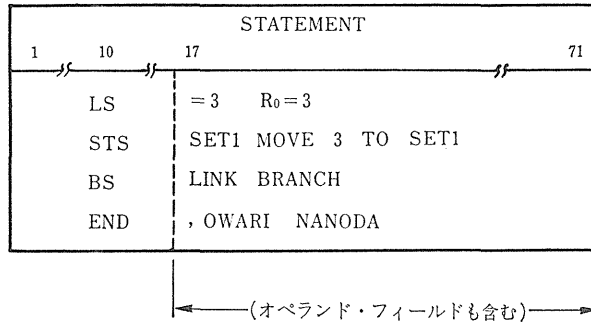 STATEMENT
1 10 17 71
LS =3 R₀=3
STS SET1 MOVE 3 TO SET1
BS LINK BRANCH
END , OWARI NANODA
(オペランド・フィールドも含む)